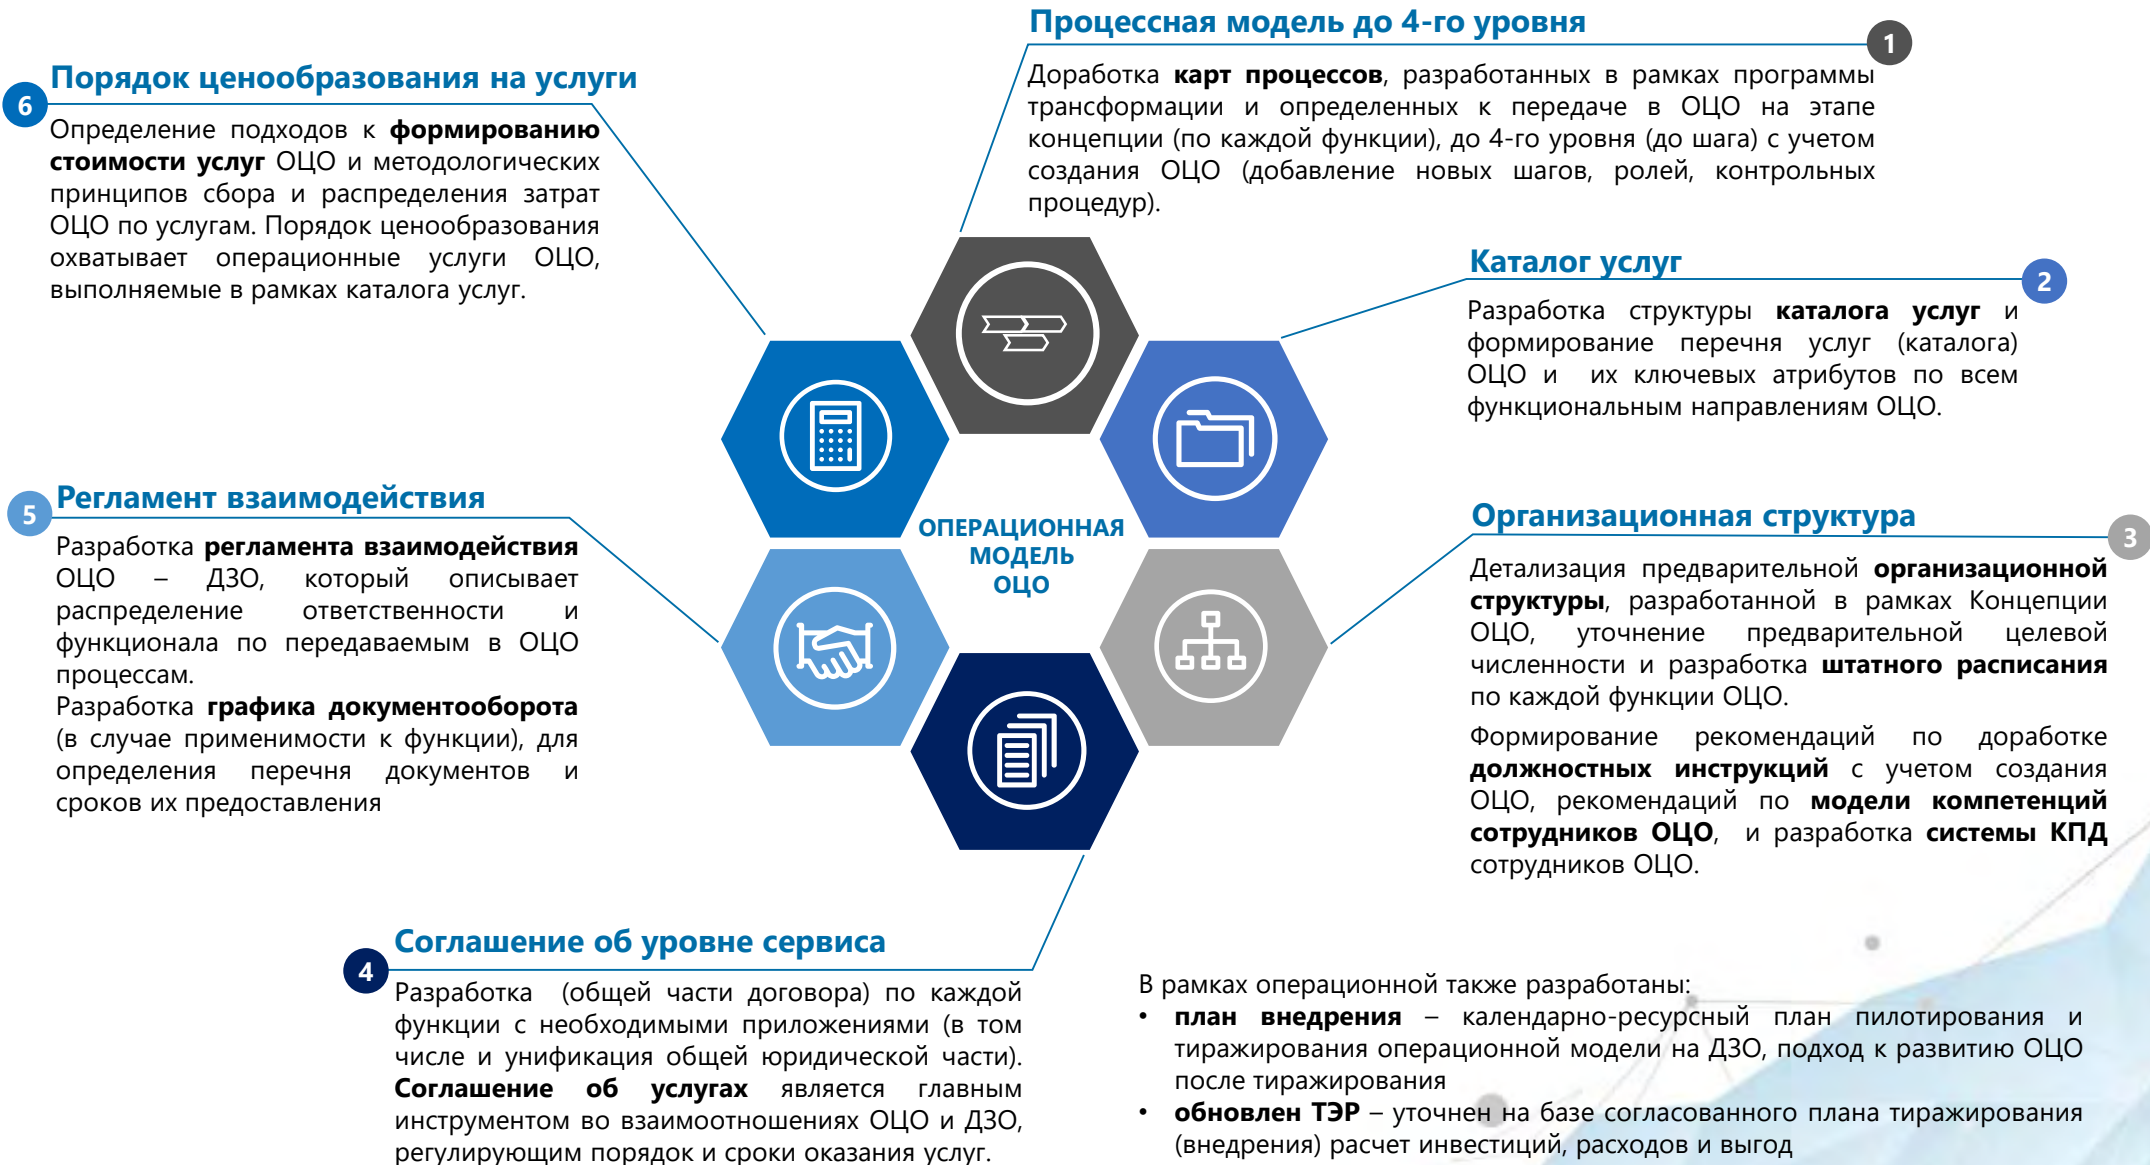 Процессная модель до 4-го уровня
1
Доработка карт процессов, разработанных в рамках программы
трансформации и определенных к передаче в ОЦО на этапе
концепции (по каждой функции), до 4-го уровня (до шага) с учетом
создания ОЦО (добавление новых шагов, ролей, контрольных
процедур).
Каталог услуг
2
Разработка структуры каталога услуг и
формирование перечня услуг (каталога)
ОЦО и их ключевых атрибутов по всем
функциональным направлениям ОЦО.
Организационная структура
3
Детализация предварительной организационной
структуры, разработанной в рамках Концепции
ОЦО, уточнение предварительной целевой
численности и разработка штатного расписания
по каждой функции ОЦО.
Формирование рекомендаций по доработке
должностных инструкций с учетом создания
ОЦО, рекомендаций по модели компетенций
сотрудников ОЦО, и разработка системы КПД
сотрудников ОЦО.
Соглашение об уровне сервиса
4
Разработка (общей части договора) по каждой
функции с необходимыми приложениями (в том
числе и унификация общей юридической части).
Соглашение об услугах является главным
инструментом во взаимоотношениях ОЦО и ДЗО,
регулирующим порядок и сроки оказания услуг.
Регламент взаимодействия
5
Разработка регламента взаимодействия
ОЦО – ДЗО, который описывает
распределение ответственности и
функционала по передаваемым в ОЦО
процессам.
Разработка графика документооборота
(в случае применимости к функции), для
определения перечня документов и
сроков их предоставления
Порядок ценообразования на услуги
6
Определение подходов к формированию
стоимости услуг ОЦО и методологических
принципов сбора и распределения затрат
ОЦО по услугам. Порядок ценообразования
охватывает операционные услуги ОЦО,
выполняемые в рамках каталога услуг.
ОПЕРАЦИОННАЯ
МОДЕЛЬ
ОЦО
В рамках операционной также разработаны:
• план внедрения – календарно-ресурсный план пилотирования и
тиражирования операционной модели на ДЗО, подход к развитию ОЦО
после тиражирования
• обновлен ТЭР – уточнен на базе согласованного плана тиражирования
(внедрения) расчет инвестиций, расходов и выгод